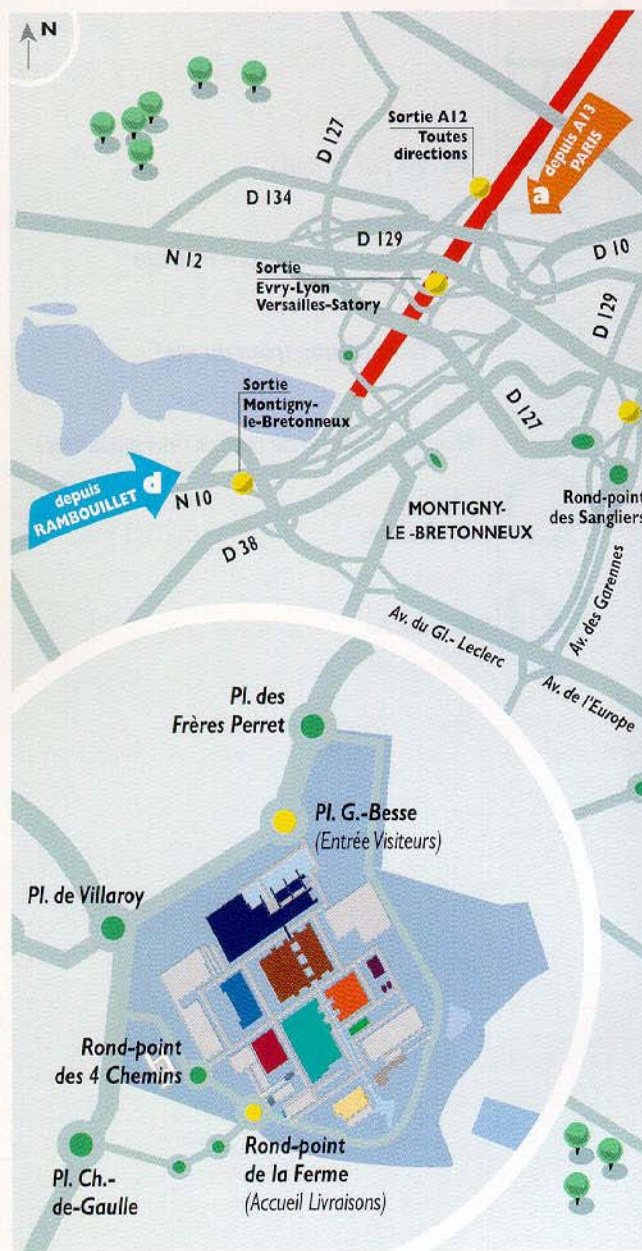 N
Sortie A12
Toutes
directions
a depuis A13
PARIS
D 127
D 134
D 129
D 10
N 12
Sortie
Evry-Lyon
Versailles-Satory
D 129
Sortie
Montigny-
le-Bretonneux
D 127
depuis
RAMBOUILLET d
N 10
MONTIGNY-
LE-BRETONNEUX
Rond-point
des Sangliers
D 38
Av. du Gl.- Leclerc
Av. des Garennes
Av. de l'Europe
Pl. des
Frères Perret
Pl. G.-Besse
(Entrée Visiteurs)
Pl. de Villaroy
Rond-point
des 4 Chemins
Rond-point
de la Ferme
(Accueil Livraisons)
Pl. Ch.-
de-Gaulle